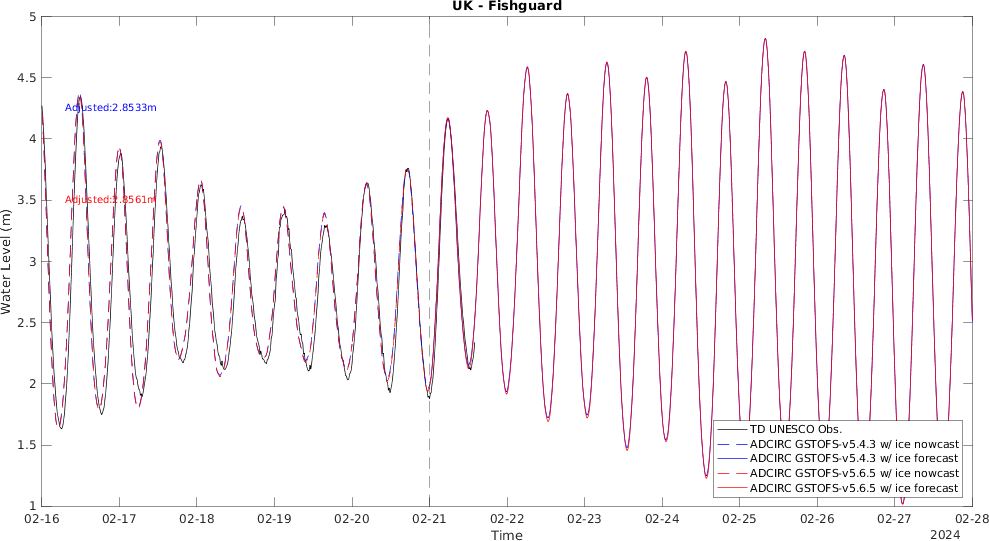 UK - Fishguard
5
4.5
4
3.5
3
2.5
2
1.5
1
Water Level (m)
Adjusted:2.8533m
Adjusted:2.8561m
TD UNESCO Obs.
ADCIRC GSTOFS-v5.4.3 w/ ice nowcast
ADCIRC GSTOFS-v5.4.3 w/ ice forecast
ADCIRC GSTOFS-v5.6.5 w/ ice nowcast
ADCIRC GSTOFS-v5.6.5 w/ ice forecast
02-16 02-17 02-18 02-19 02-20 02-21 02-22 02-23 02-24 02-25 02-26 02-27 02-28
Time
2024